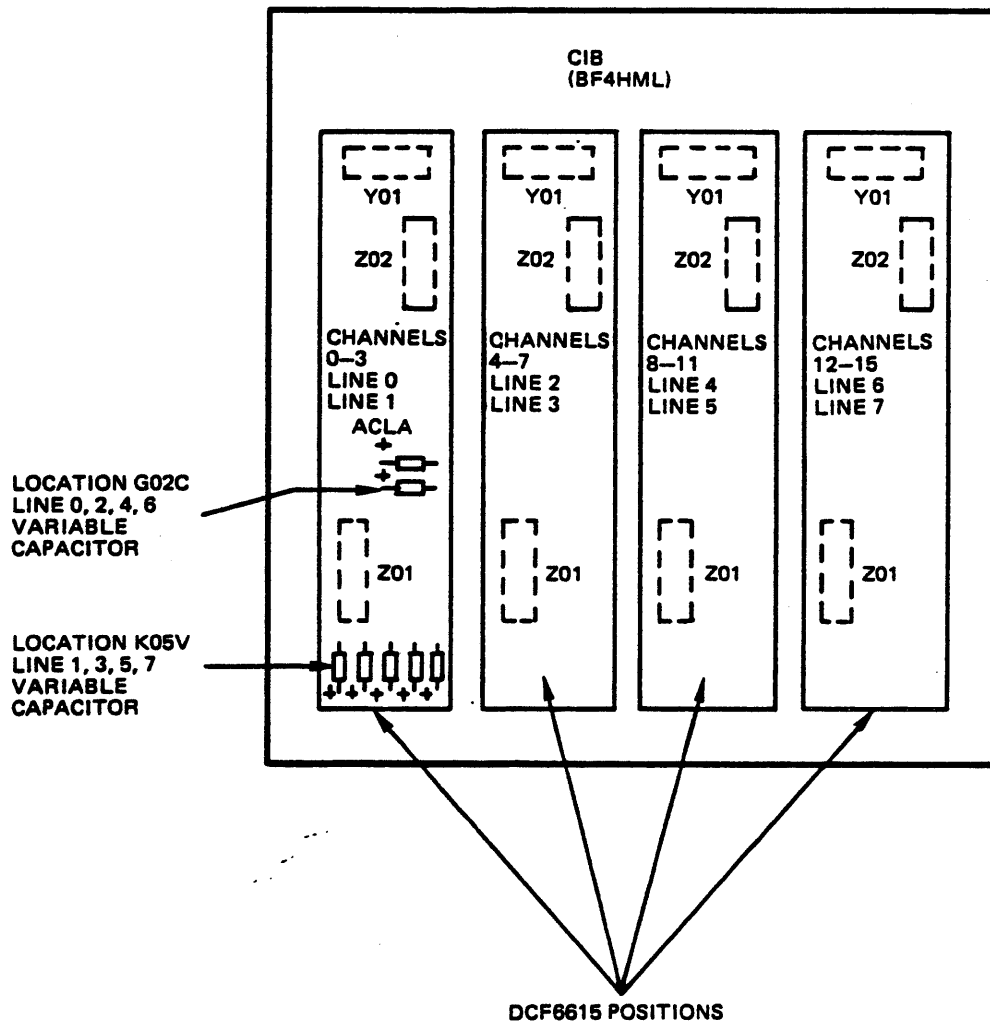 CIB
(BF4HML)
Y01
Z02
CHANNELS
0–3
LINE 0
LINE 1
ACLA
+
+
Z01
+ + + + +
Y01
Z02
CHANNELS
4–7
LINE 2
LINE 3
Z01
Y01
Z02
CHANNELS
8–11
LINE 4
LINE 5
Z01
Y01
Z02
CHANNELS
12–15
LINE 6
LINE 7
Z01
LOCATION G02C
LINE 0, 2, 4, 6
VARIABLE
CAPACITOR
LOCATION K05V
LINE 1, 3, 5, 7
VARIABLE
CAPACITOR
DCF6615 POSITIONS